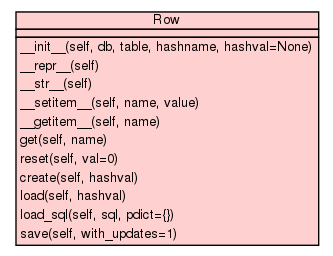 Row
__init__(self, db, table, hashname, hashval=None)
__repr__(self)
__str__(self)
__setitem__(self, name, value)
__getitem__(self, name)
get(self, name)
reset(self, val=0)
create(self, hashval)
load(self, hashval)
load_sql(self, sql, pdict={})
save(self, with_updates=1)